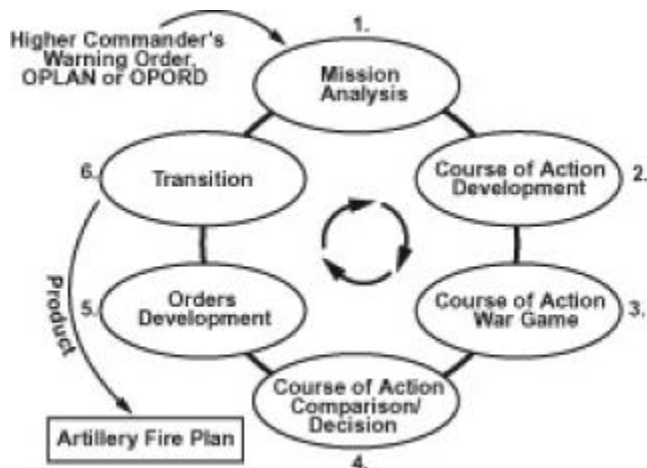 Higher Commander's
Warning Order,
OPLAN or OPORD
1.
Mission
Analysis
Course of Action
Development
2.
Course of Action
War Game
3.
Course of Action
Comparison/
Decision
4.
Orders
Development
5.
Transition
6.
Product
Artillery Fire Plan